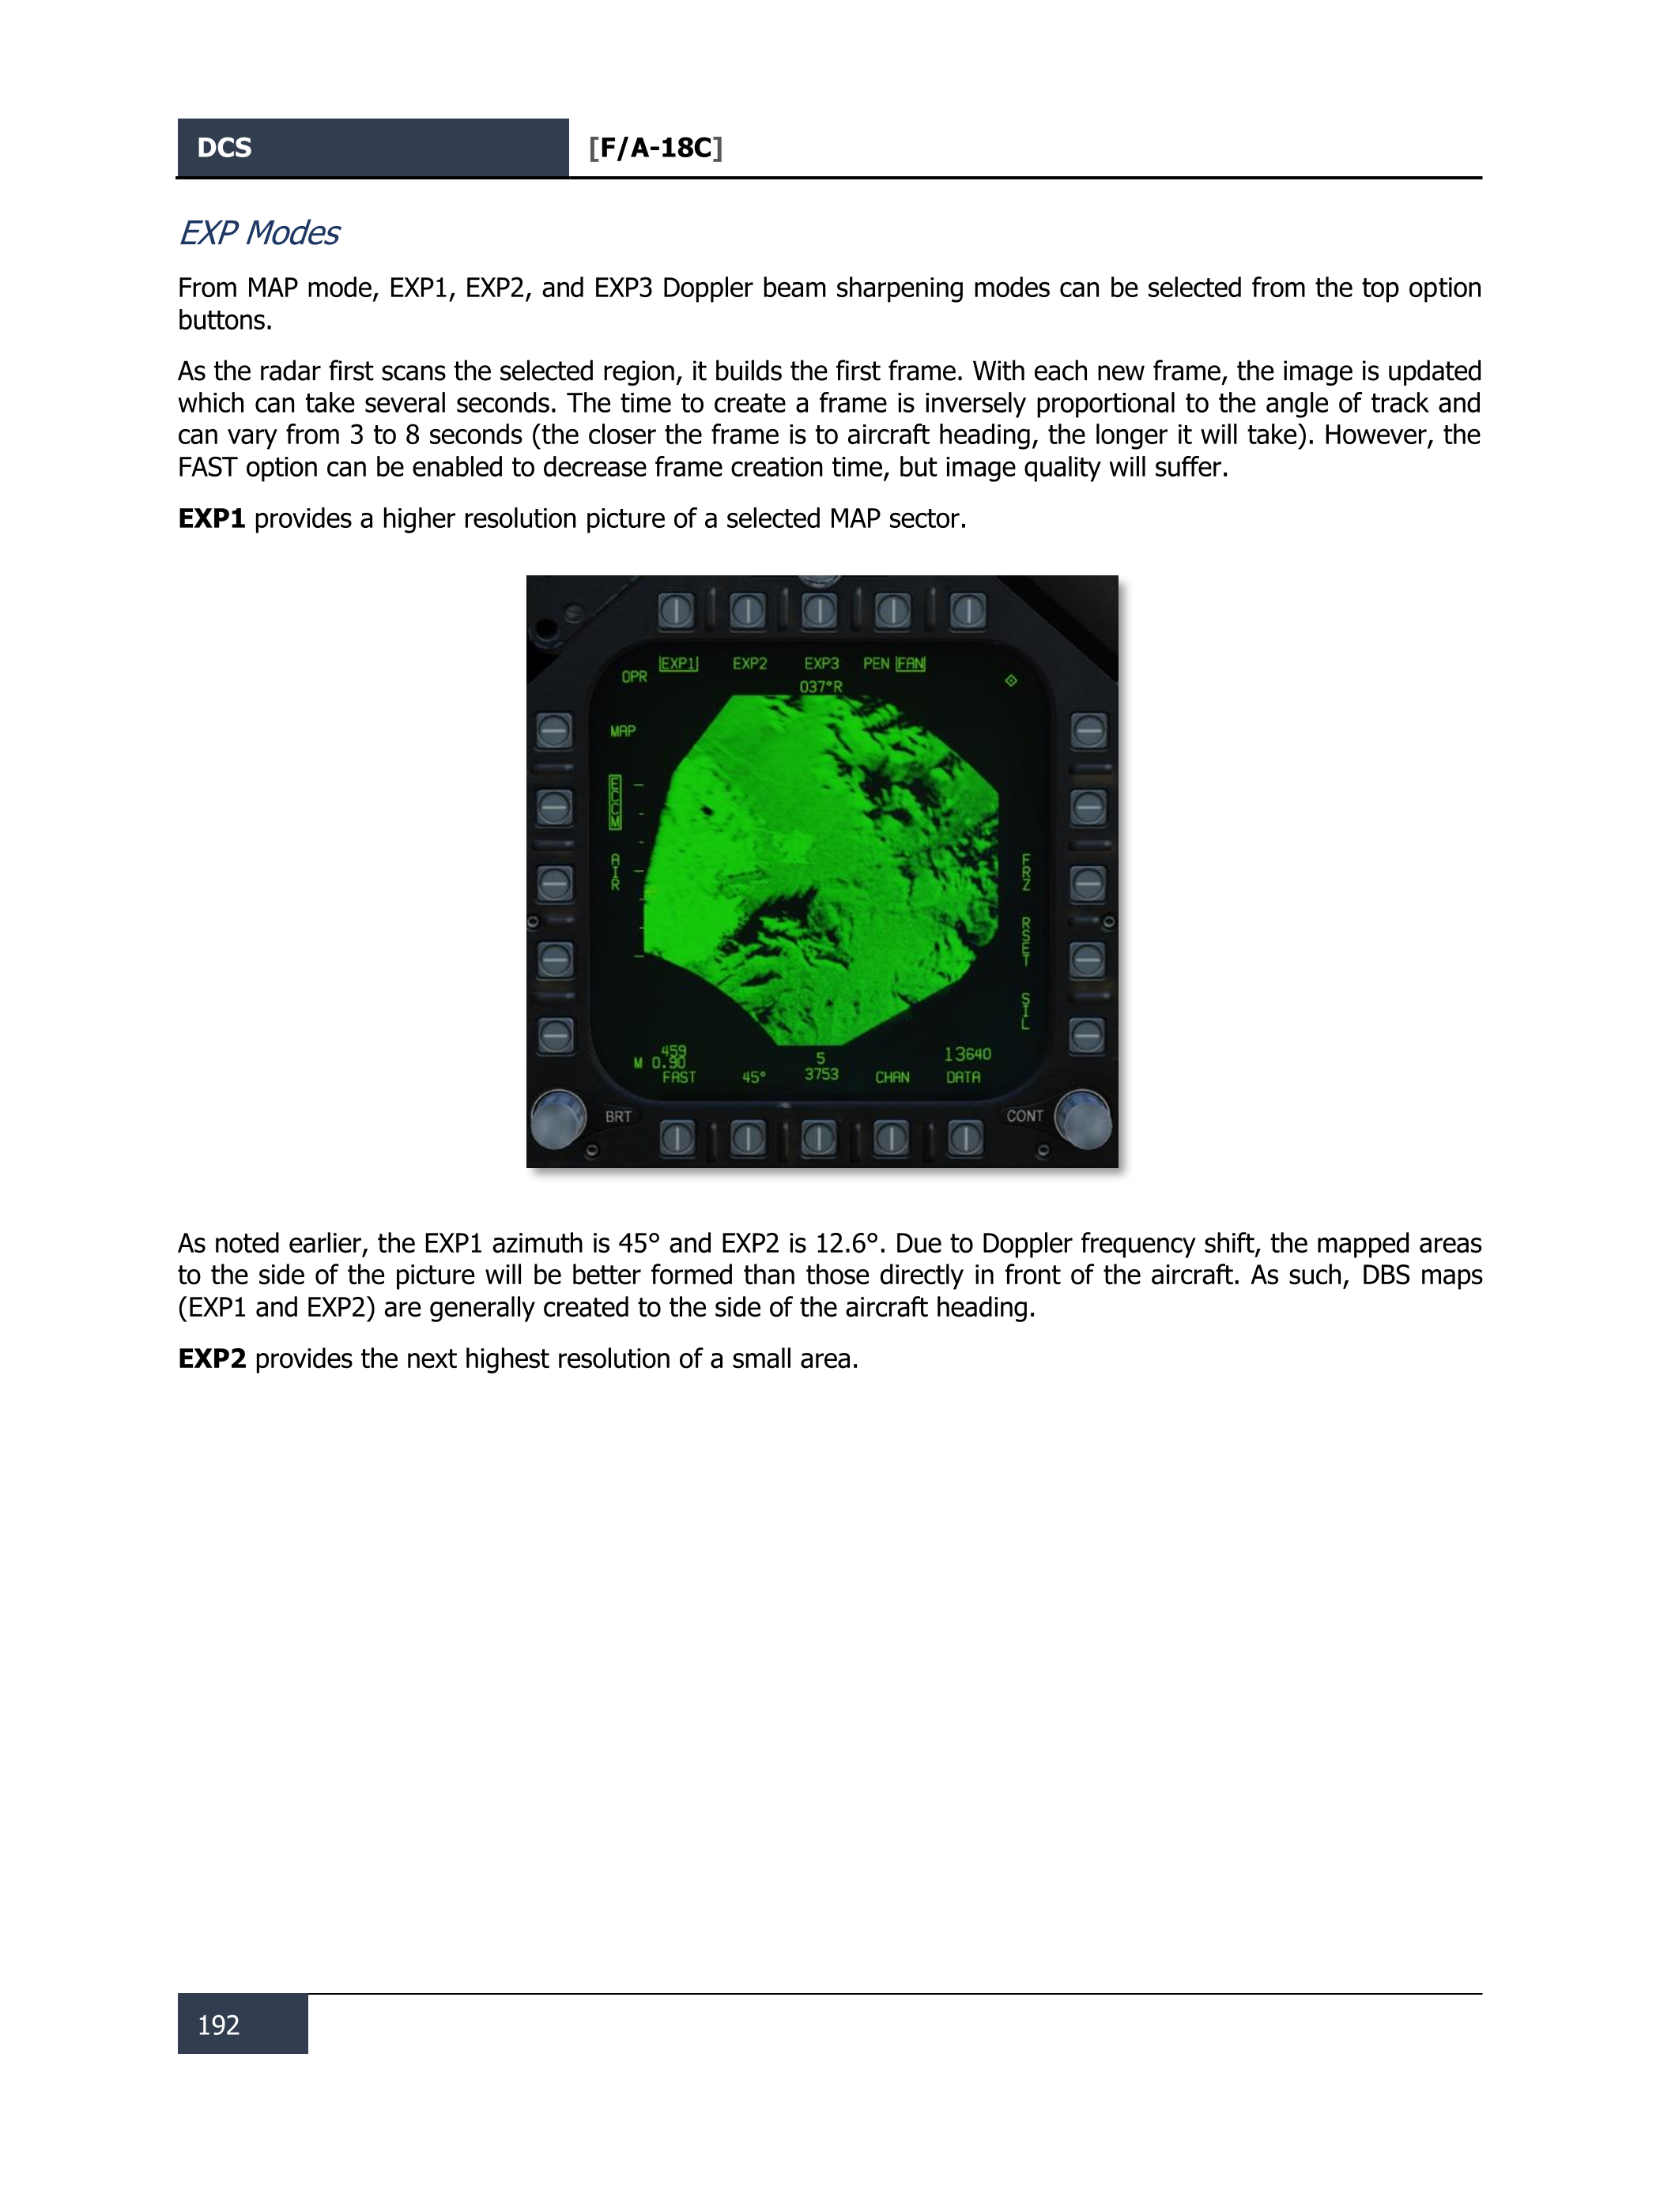 DCS [F/A-18C]
EXP Modes
From MAP mode, EXP1, EXP2, and EXP3 Doppler beam sharpening modes can be selected from the top option
buttons.
As the radar first scans the selected region, it builds the first frame. With each new frame, the image is updated
which can take several seconds. The time to create a frame is inversely proportional to the angle of track and
can vary from 3 to 8 seconds (the closer the frame is to aircraft heading, the longer it will take). However, the
FAST option can be enabled to decrease frame creation time, but image quality will suffer.
EXP1 provides a higher resolution picture of a selected MAP sector.
EXP1 EXP2 EXP3 PEN FAN
OPR
037°R
MAP
ECCM
AIR
FRZ
RSET
SIL
459 5 13640
M 0.90
FAST 45° 3753 CHAN DATA
BRT CONT
As noted earlier, the EXP1 azimuth is 45° and EXP2 is 12.6°. Due to Doppler frequency shift, the mapped areas
to the side of the picture will be better formed than those directly in front of the aircraft. As such, DBS maps
(EXP1 and EXP2) are generally created to the side of the aircraft heading.
EXP2 provides the next highest resolution of a small area.
192